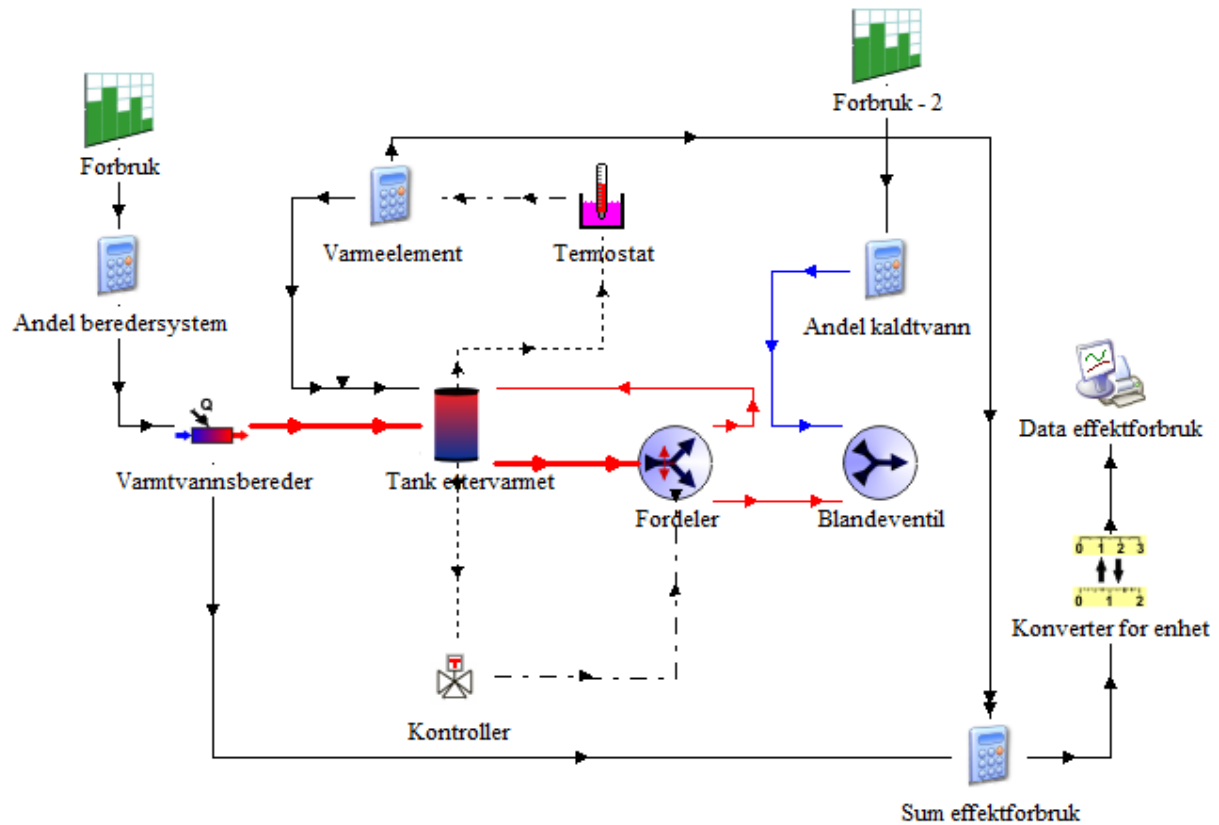 Forbruk - 2
Forbruk
Varmeelement
Termostat
Andel beredersystem
Andel kaldtvann
Q
Data effektforbruk
Varmtvannsbereder
Tank ettervarmet
Fordeler
Blandeventil
0 1 2 3
0 1 2
Konverter for enhet
T
Kontroller
Sum effektforbruk